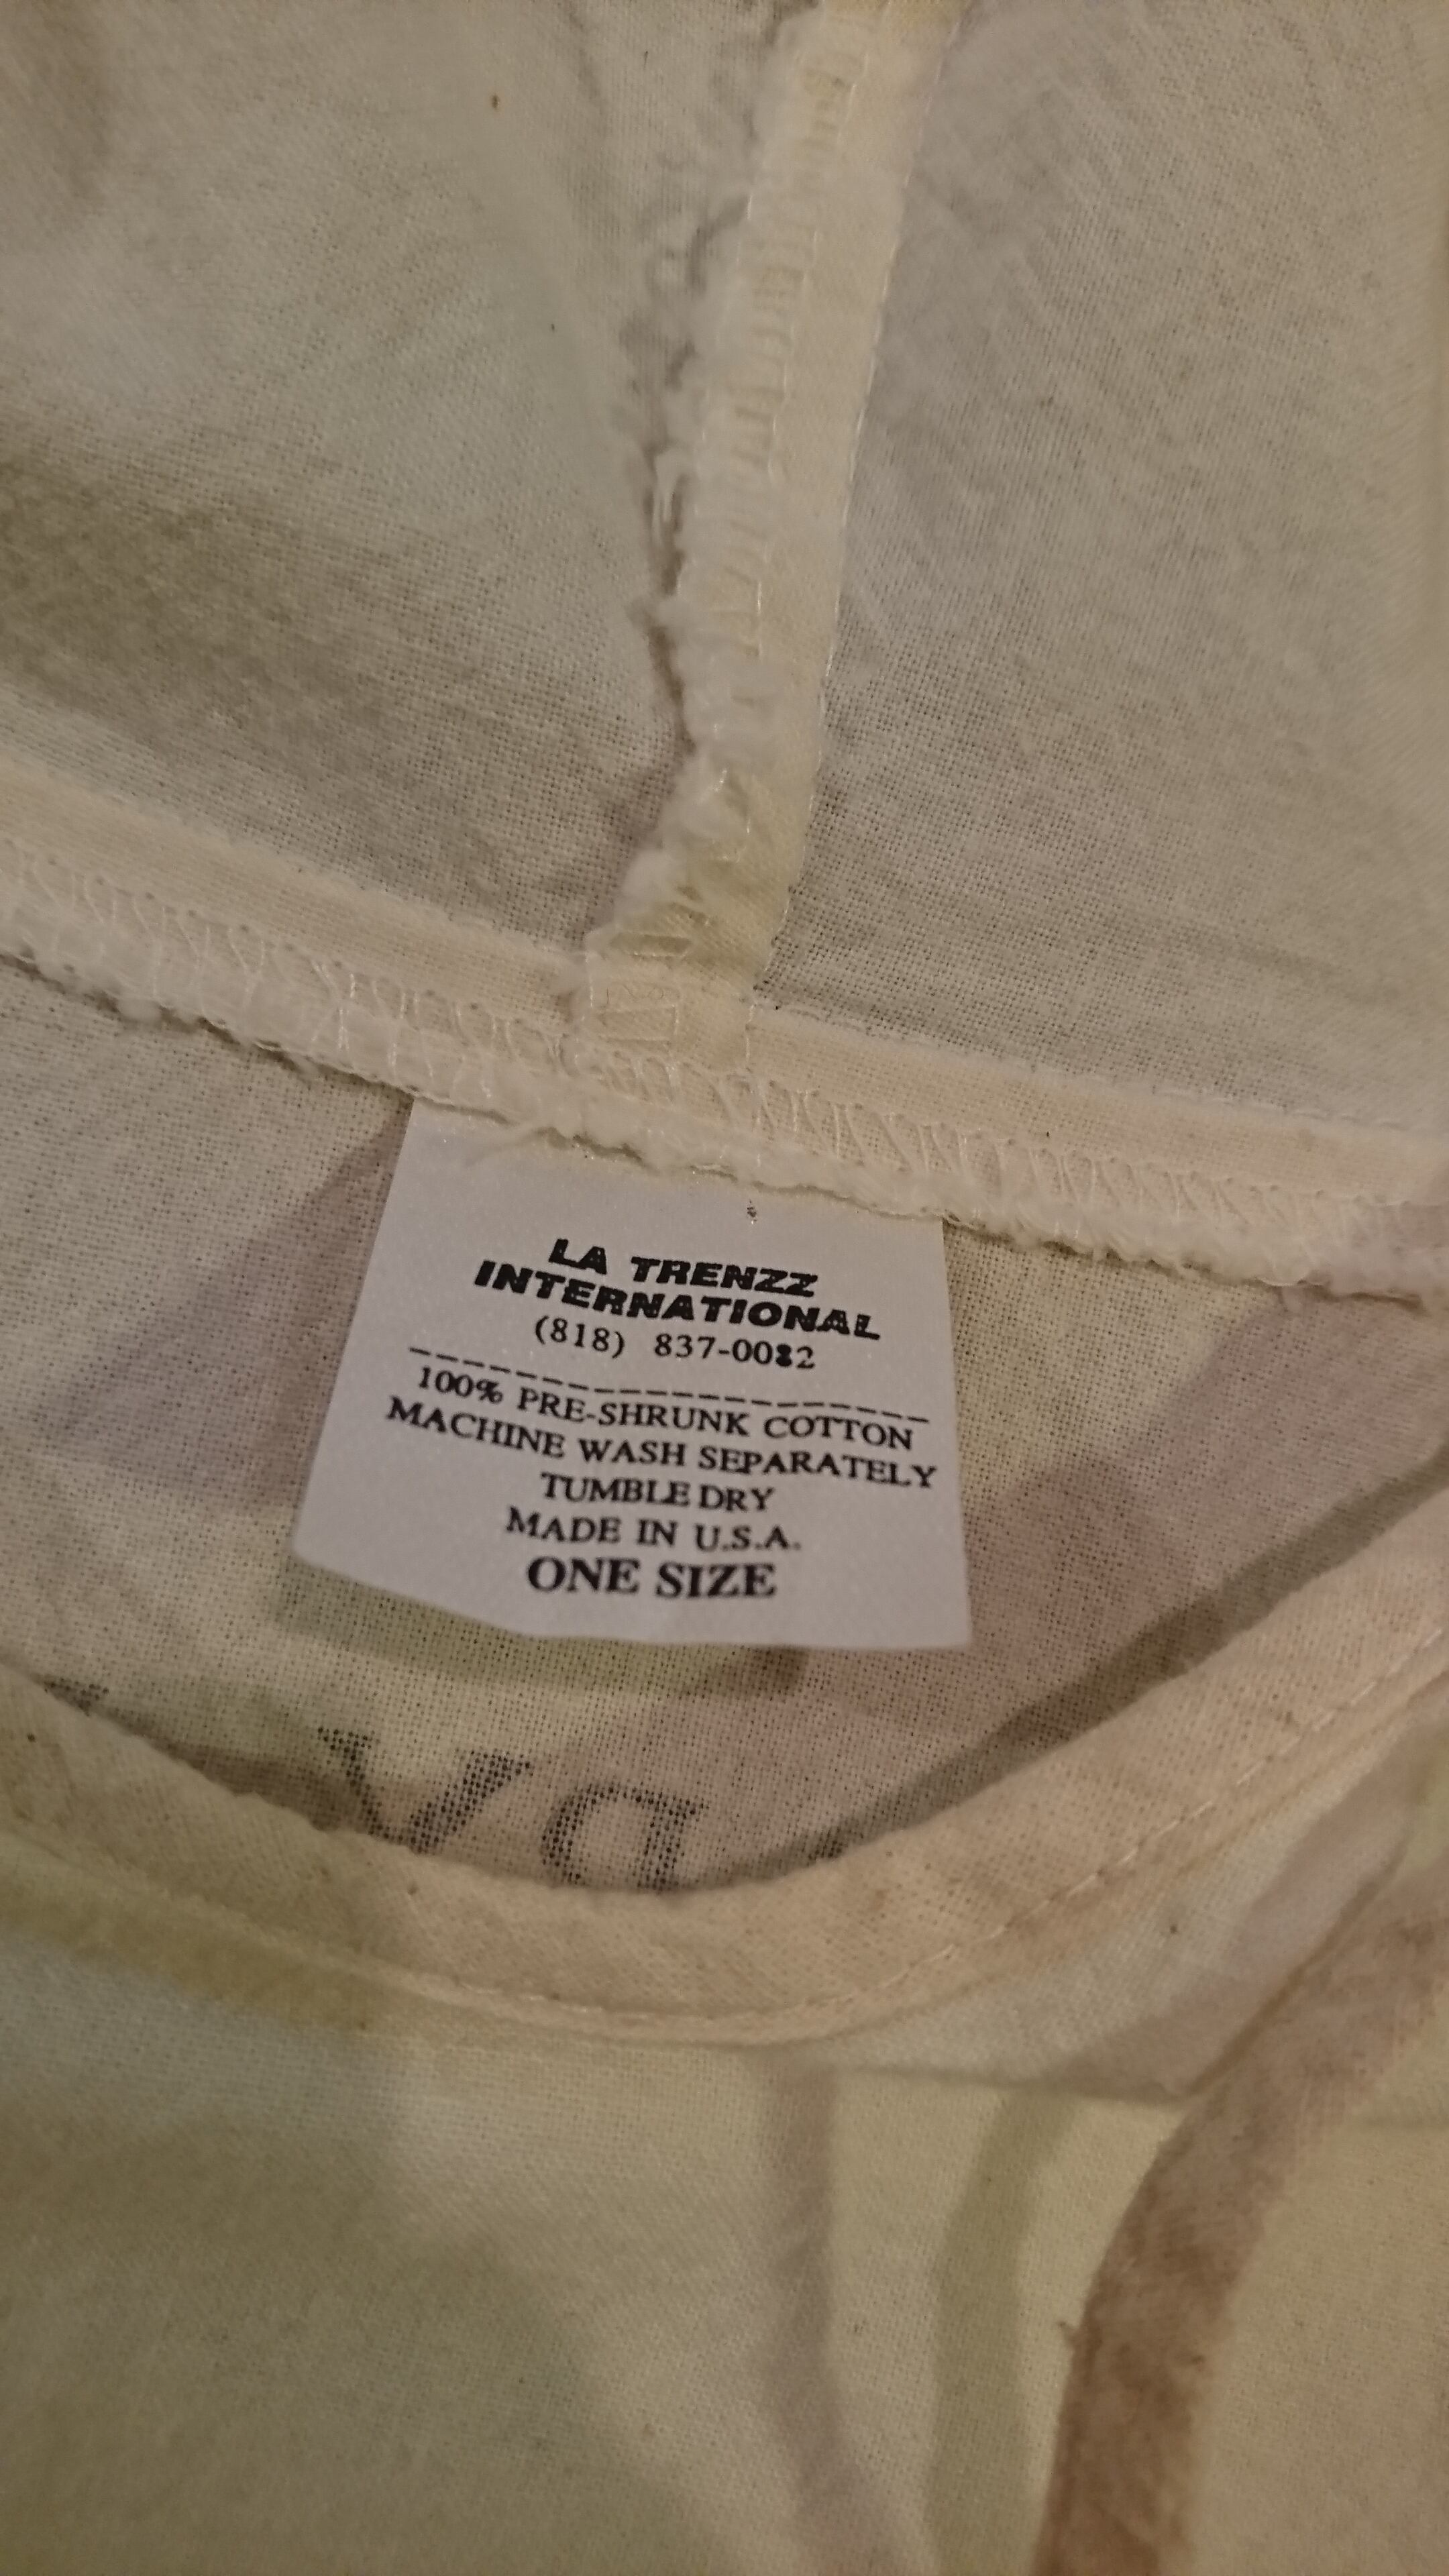 LA TRENZZ
INTERNATIONAL
(818) 837-0082
100% PRE-SHRUNK COTTON
MACHINE WASH SEPARATELY
TUMBLE DRY
MADE IN U.S.A.
ONE SIZE